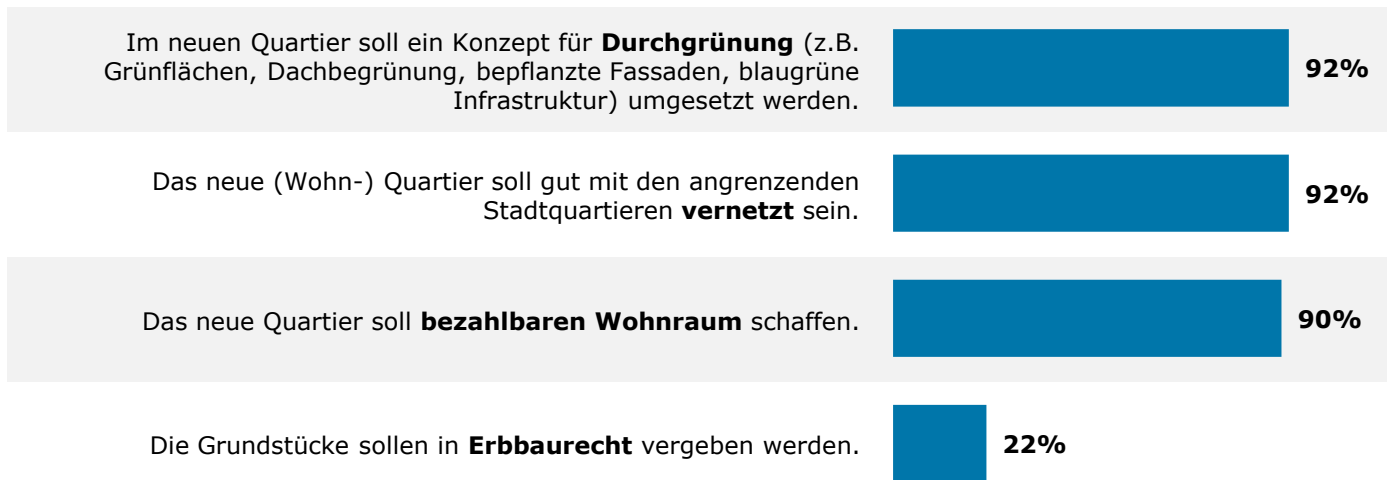 Im neuen Quartier soll ein Konzept für Durchgrünung (z.B.
Grünflächen, Dachbegrünung, bepflanzte Fassaden, blaugrüne
Infrastruktur) umgesetzt werden.
92%
Das neue (Wohn-) Quartier soll gut mit den angrenzenden
Stadtquartieren vernetzt sein.
92%
Das neue Quartier soll bezahlbaren Wohnraum schaffen.
90%
Die Grundstücke sollen in Erbbaurecht vergeben werden.
22%